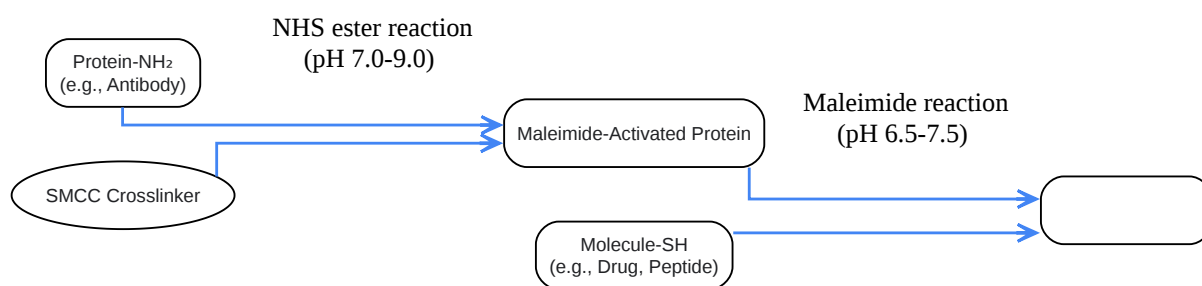 NHS ester reaction
(pH 7.0-9.0)
Protein-NH₂
(e.g., Antibody)
Maleimide reaction
(pH 6.5-7.5)
Maleimide-Activated Protein
SMCC Crosslinker
Molecule-SH
(e.g., Drug, Peptide)